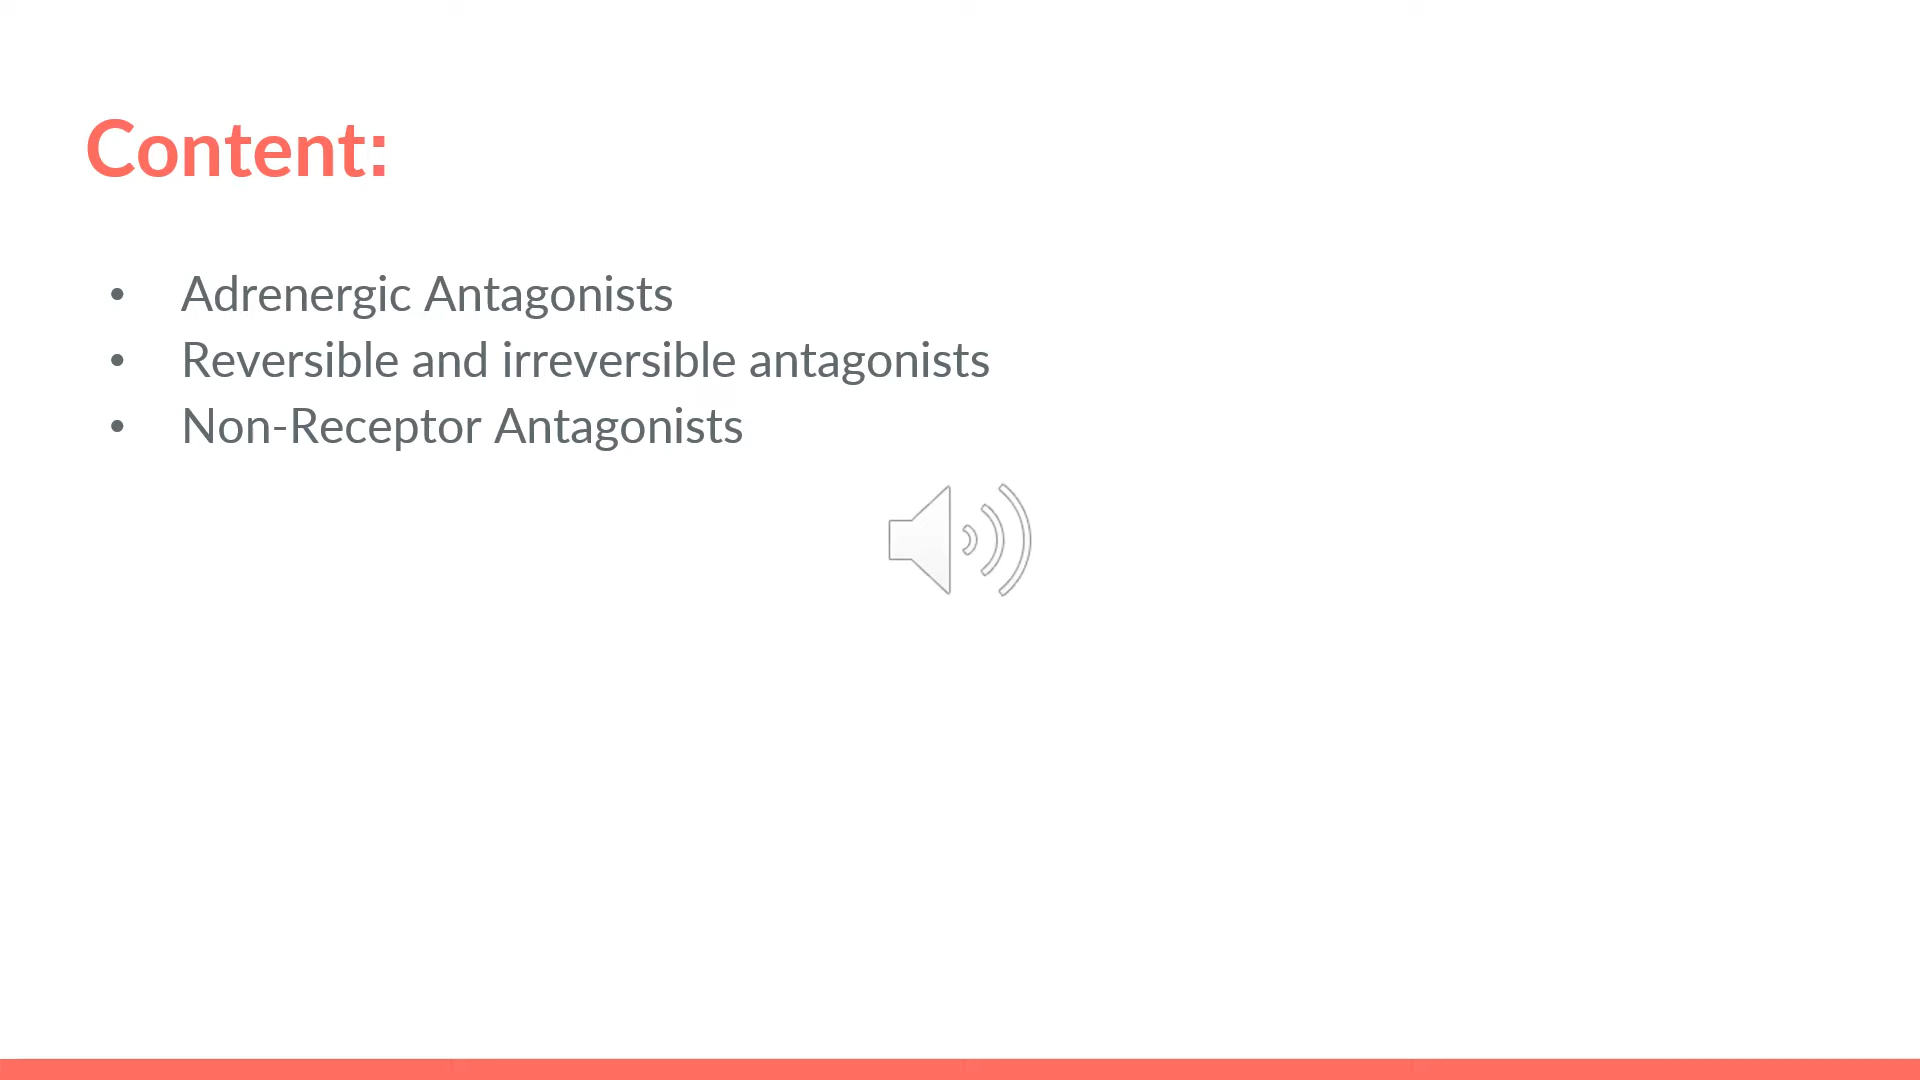 Content:
• Adrenergic Antagonists
• Reversible and irreversible antagonists
• Non-Receptor Antagonists